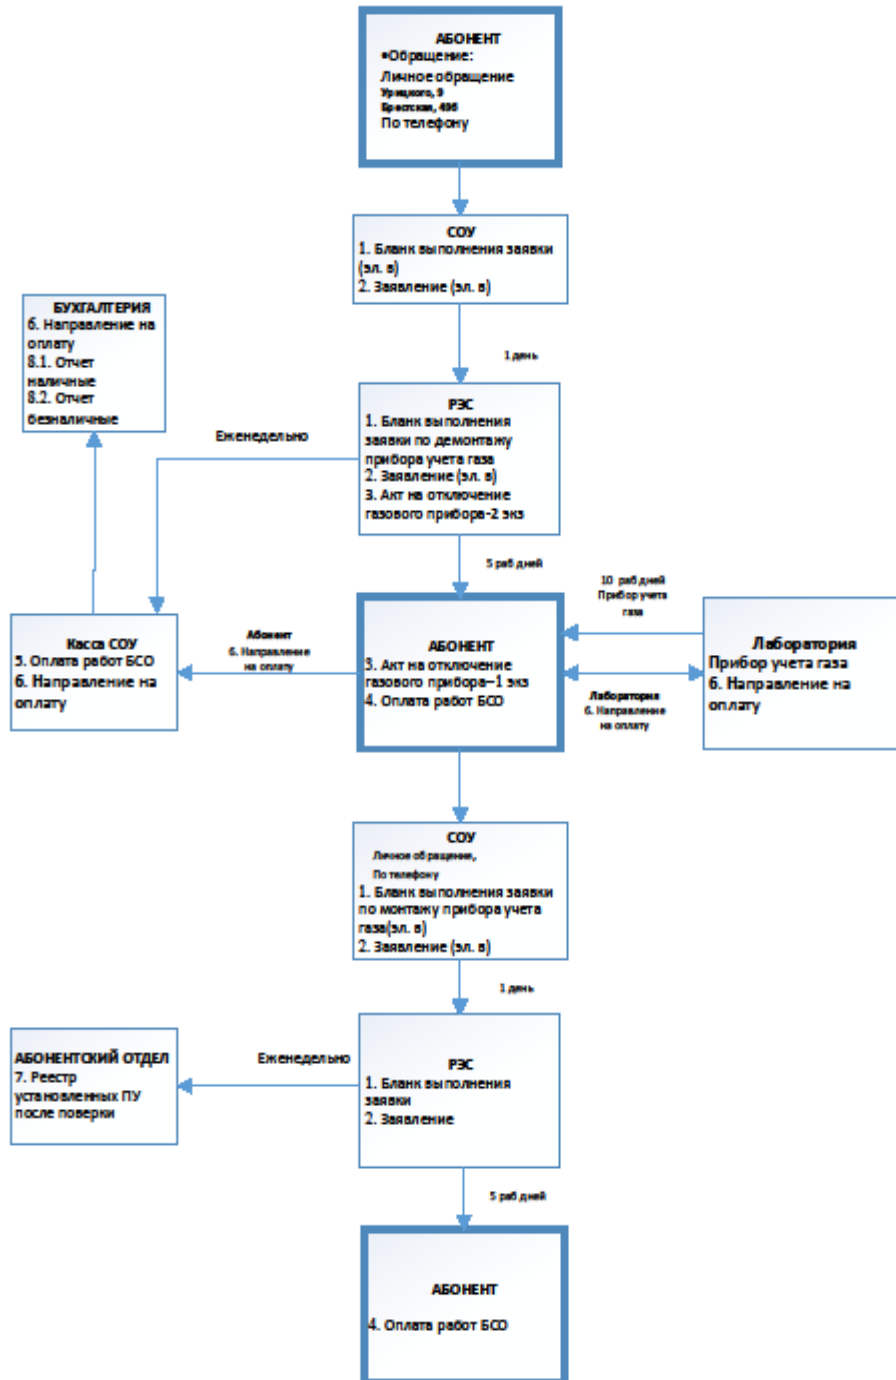 АБОНЕНТ
•Обращение:
Личное обращение
Урицкого, 9
Брестская, 496
По телефону
СОУ
1. Бланк выполнения заявки
(эл. в)
2. Заявление (эл. в)
1 день
БУХГАЛТЕРИЯ
6. Направление на
оплату
8.1. Отчет
наличные
8.2. Отчет
безналичные
РЭС
1. Бланк выполнения
заявки по демонтажу
прибора учета газа
2. Заявление (эл. в)
3. Акт на отключение
газового прибора-2 экз
Еженедельно
5 раб дней
Касса СОУ
5. Оплата работ БСО
6. Направление на
оплату
Абонент
6. Направление
на оплату
АБОНЕНТ
3. Акт на отключение
газового прибора–1 экз
4. Оплата работ БСО
10 раб дней
Прибор учета
газа
Лаборатория
6. Направление
на оплату
Лаборатория
Прибор учета газа
6. Направление на
оплату
СОУ
Личное обращение,
По телефону
1. Бланк выполнения заявки
по монтажу прибора учета
газа(эл. в)
2. Заявление (эл. в)
1 день
АБОНЕНТСКИЙ ОТДЕЛ
7. Реестр
установленных ПУ
после поверки
Еженедельно
РЭС
1. Бланк выполнения
заявки
2. Заявление
5 раб дней
АБОНЕНТ
4. Оплата работ БСО